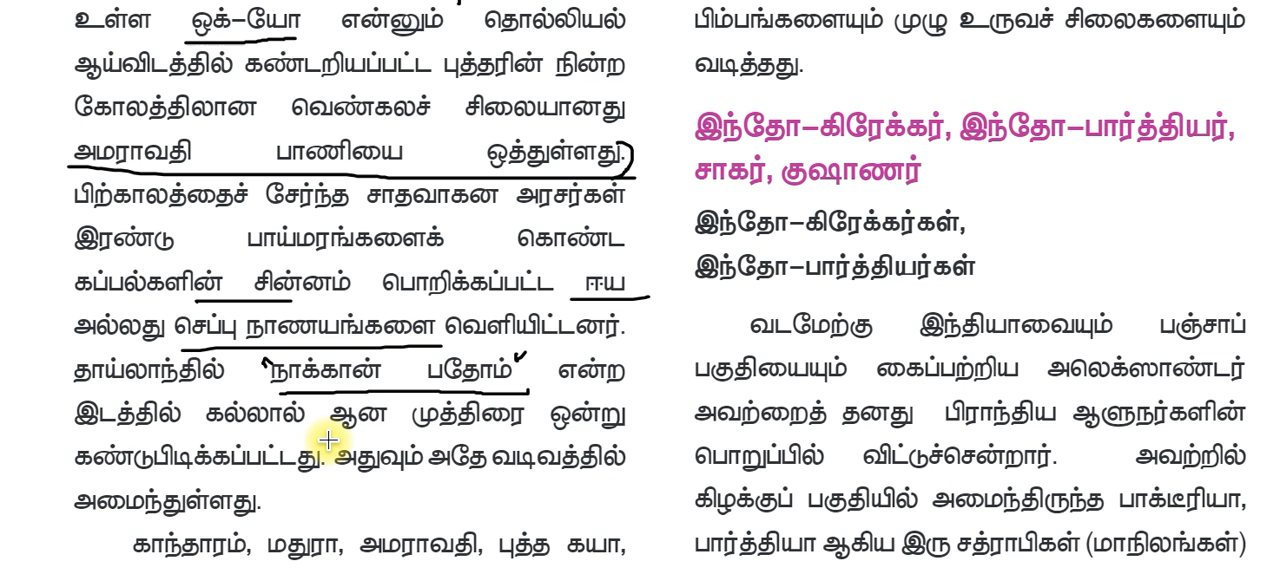 உள்ள ஒக்-யோ என்னும் தொல்லியல்
ஆய்விடத்தில் கண்டறியப்பட்ட புத்தரின் நின்ற
கோலத்திலான வெண்கலச் சிலையானது
அமராவதி பாணியை ஒத்துள்ளது.
பிற்காலத்தைச் சேர்ந்த சாதவாகன அரசர்கள்
இரண்டு பாய்மரங்களைக் கொண்ட
கப்பல்களின் சின்னம் பொறிக்கப்பட்ட ஈய
அல்லது செப்பு நாணயங்களை வெளியிட்டனர்.
தாய்லாந்தில் நாக்கான் பதோம் என்ற
இடத்தில் கல்லால் ஆன முத்திரை ஒன்று
கண்டுபிடிக்கப்பட்டது. அதுவும் அதே வடிவத்தில்
அமைந்துள்ளது.
காந்தாரம், மதுரா, அமராவதி, புத்த கயா,
பிம்பங்களையும் முழு உருவச் சிலைகளையும்
வடித்தது.
இந்தோ-கிரேக்கர், இந்தோ-பார்த்தியர்,
சாகர், குஷாணர்
இந்தோ-கிரேக்கர்கள்,
இந்தோ-பார்த்தியர்கள்
வடமேற்கு இந்தியாவையும் பஞ்சாப்
பகுதியையும் கைப்பற்றிய அலெக்ஸாண்டர்
அவற்றைத் தனது பிராந்திய ஆளுநர்களின்
பொறுப்பில் விட்டுச்சென்றார். அவற்றில்
கிழக்குப் பகுதியில் அமைந்திருந்த பாக்டீரியா,
பார்த்தியா ஆகிய இரு சத்ராபிகள் (மாநிலங்கள்)